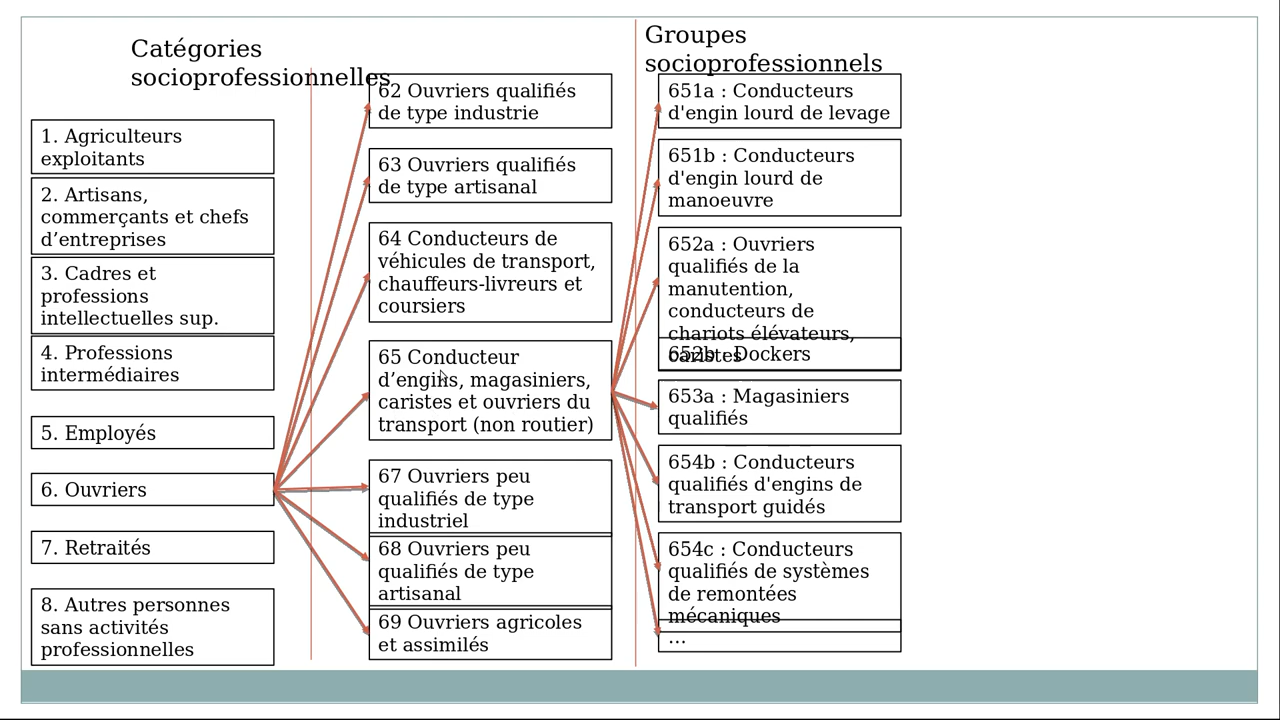 Catégories
socioprofessionnelles
1. Agriculteurs
exploitants
2. Artisans,
commerçants et chefs
d’entreprises
3. Cadres et
professions
intellectuelles sup.
4. Professions
intermédiaires
5. Employés
6. Ouvriers
7. Retraités
8. Autres personnes
sans activités
professionnelles
62 Ouvriers qualifiés
de type industrie
63 Ouvriers qualifiés
de type artisanal
64 Conducteurs de
véhicules de transport,
chauffeurs-livreurs et
coursiers
65 Conducteur
d’engins, magasiniers,
caristes et ouvriers du
transport (non routier)
67 Ouvriers peu
qualifiés de type
industriel
68 Ouvriers peu
qualifiés de type
artisanal
69 Ouvriers agricoles
et assimilés
Groupes
socioprofessionnels
651a : Conducteurs
d'engin lourd de levage
651b : Conducteurs
d'engin lourd de
manoeuvre
652a : Ouvriers
qualifiés de la
manutention,
conducteurs de
chariots élévateurs,
caristes
652b : Dockers
653a : Magasiniers
qualifiés
654b : Conducteurs
qualifiés d'engins de
transport guidés
654c : Conducteurs
qualifiés de systèmes
de remontées
mécaniques
...